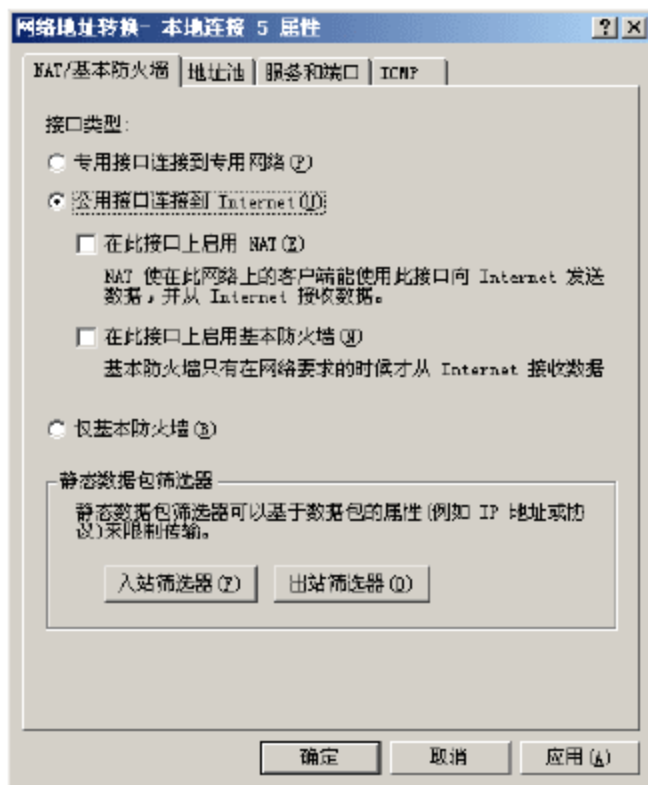 网络地址转换- 本地连接 5 属性
NAT/基本防火墙 地址池 服务和端口 ICMP
接口类型:
专用接口连接到专用网络(P)
公用接口连接到 Internet(U)
在此接口上启用 NAT(E)
NAT 使在此网络上的客户端能使用此接口向 Internet 发送
数据,并从 Internet 接收数据。
在此接口上启用基本防火墙(N)
基本防火墙只有在网络要求的时候才从 Internet 接收数据
仅基本防火墙(B)
静态数据包筛选器
静态数据包筛选器可以基于数据包的属性(例如 IP 地址或协
议)来限制传输。
入站筛选器(F) 出站筛选器(O)
确定 取消 应用(A)